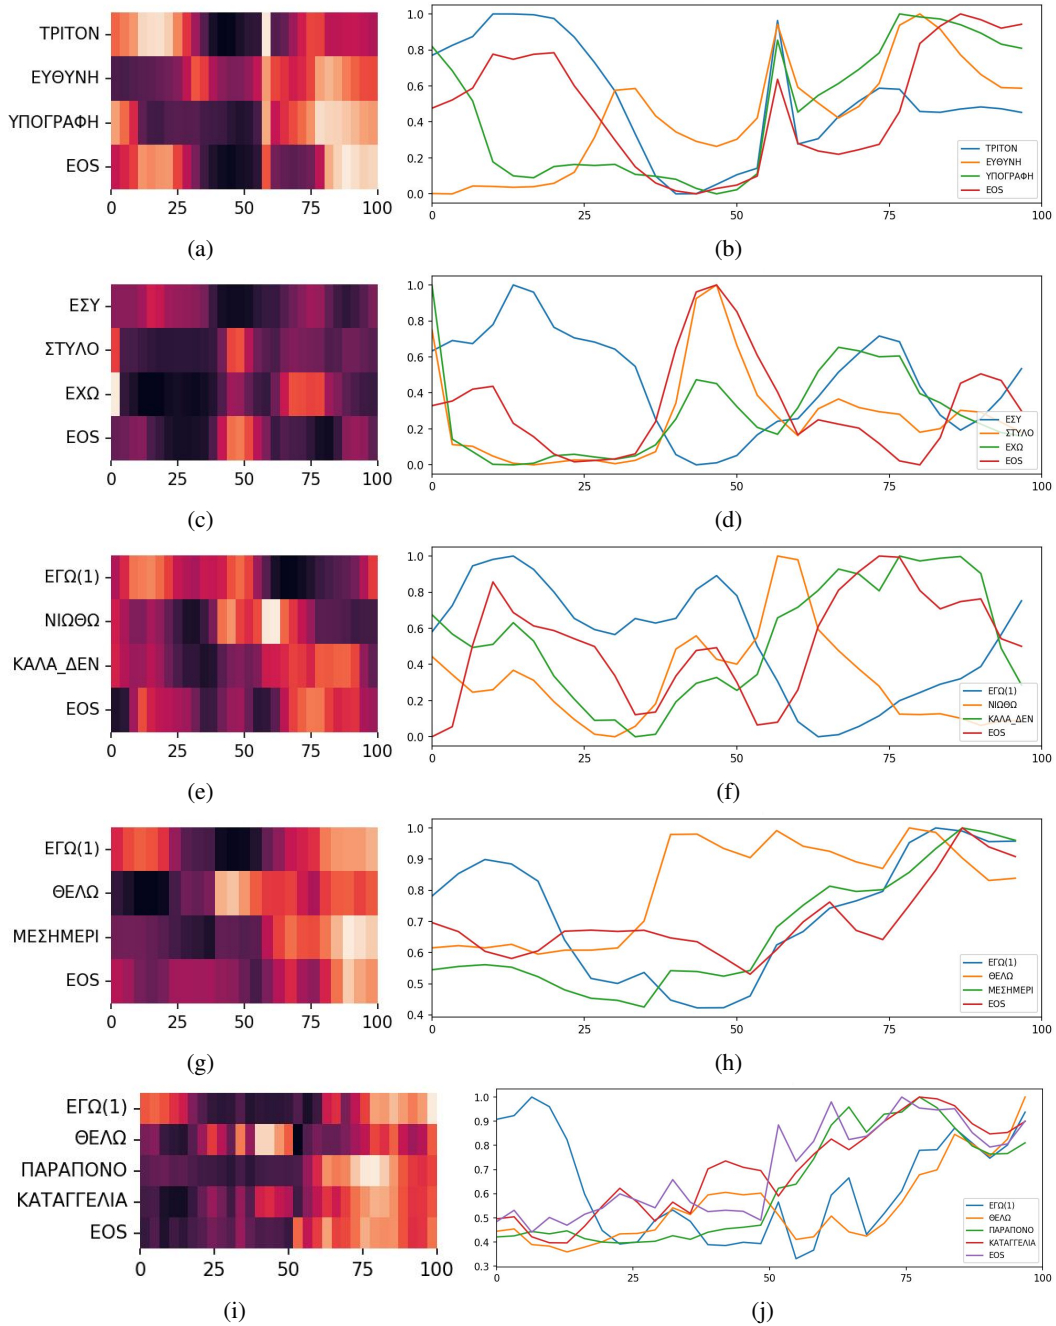 ΤΡΙΤΟΝ
ΕΥΘΥΝΗ
ΥΠΟΓΡΑΦΗ
EOS
0 25 50 75 100
(a)
1.0
0.8
0.6
0.4
0.2
0.0
0 25 50 75 100
ΤΡΙΤΟΝ
ΕΥΘΥΝΗ
ΥΠΟΓΡΑΦΗ
EOS
(b)
ΕΣΥ
ΣΤΥΛΟ
ΕΧΩ
EOS
0 25 50 75 100
(c)
1.0
0.8
0.6
0.4
0.2
0.0
0 25 50 75 100
ΕΣΥ
ΣΤΥΛΟ
ΕΧΩ
EOS
(d)
ΕΓΩ(1)
ΝΙΩΘΩ
ΚΑΛΑ_ΔΕΝ
EOS
0 25 50 75 100
(e)
1.0
0.8
0.6
0.4
0.2
0.0
0 25 50 75 100
ΕΓΩ(1)
ΝΙΩΘΩ
ΚΑΛΑ_ΔΕΝ
EOS
(f)
ΕΓΩ(1)
ΘΕΛΩ
ΜΕΣΗΜΕΡΙ
EOS
0 25 50 75 100
(g)
1.0
0.9
0.8
0.7
0.6
0.5
0.4
0 25 50 75 100
ΕΓΩ(1)
ΘΕΛΩ
ΜΕΣΗΜΕΡΙ
EOS
(h)
ΕΓΩ(1)
ΘΕΛΩ
ΠΑΡΑΠΟΝΟ
ΚΑΤΑΓΓΕΛΙΑ
EOS
0 25 50 75 100
(i)
1.0
0.9
0.8
0.7
0.6
0.5
0.4
0.3
0 25 50 75 100
ΕΓΩ(1)
ΘΕΛΩ
ΠΑΡΑΠΟΝΟ
ΚΑΤΑΓΓΕΛΙΑ
EOS
(j)